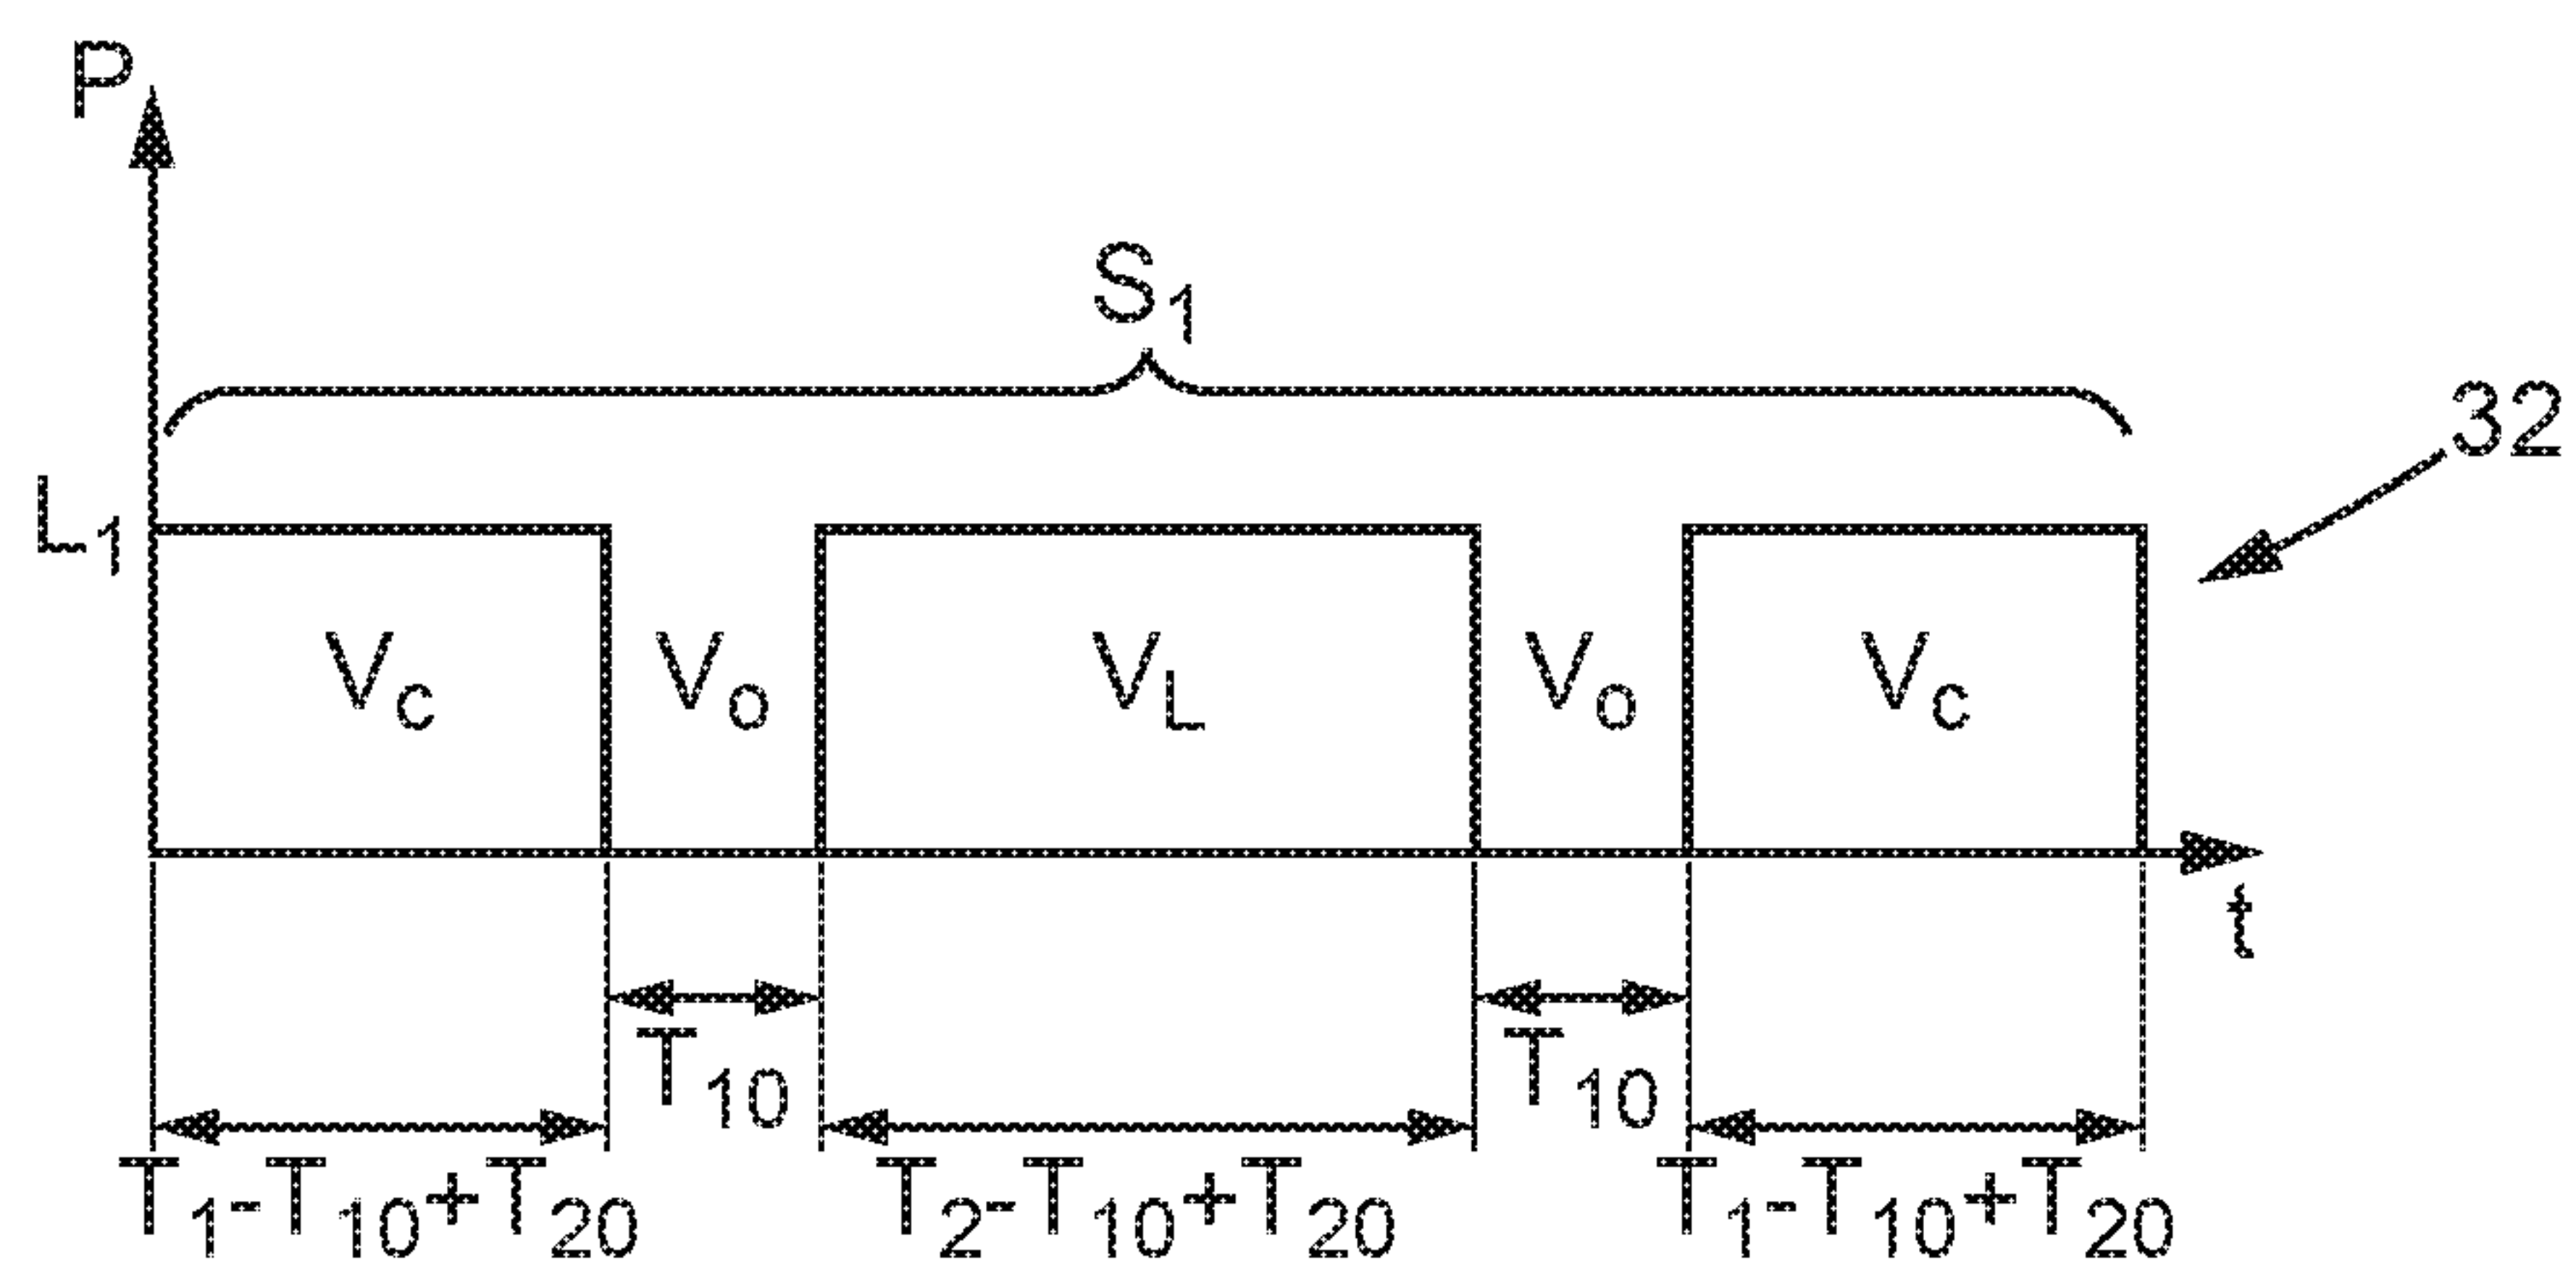 P
S1
32
L1
Vc Vo VL Vo Vc
t
T10 T10
T1-T10+T20 T2-T10+T20 T1-T10+T20